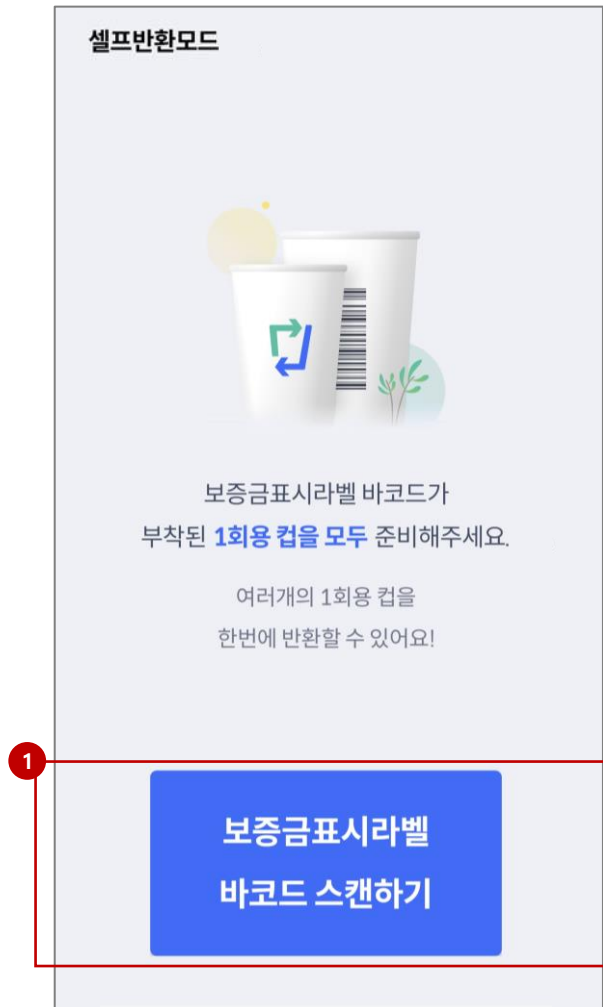 셀프반환모드
보증금표시라벨 바코드가
부착된 1회용 컵을 모두 준비해주세요.
여러개의 1회용 컵을
한번에 반환할 수 있어요!
1
보증금표시라벨
바코드 스캔하기